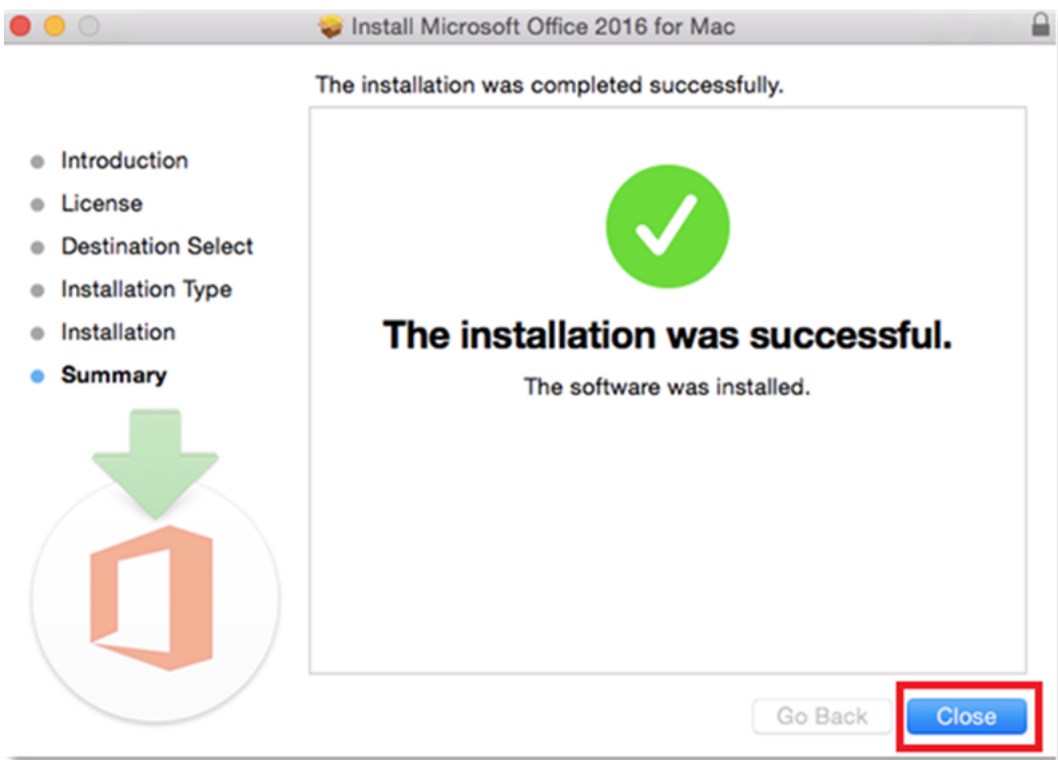 Install Microsoft Office 2016 for Mac
The installation was completed successfully.
Introduction
License
Destination Select
Installation Type
Installation
Summary
The installation was successful.
The software was installed.
Go Back
Close